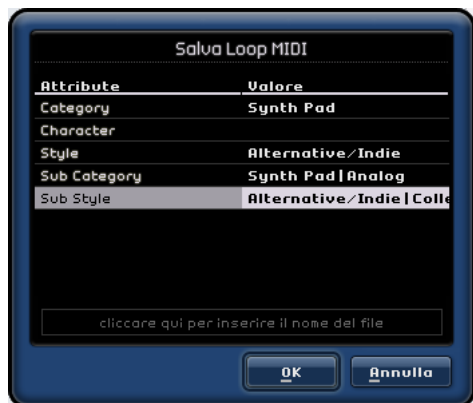 Salva Loop MIDI
Attribute Valore
Category Synth Pad
Character
Style Alternative/Indie
Sub Category Synth Pad|Analog
Sub Style Alternative/Indie|Colle
cliccare qui per inserire il nome del file
OK Annulla